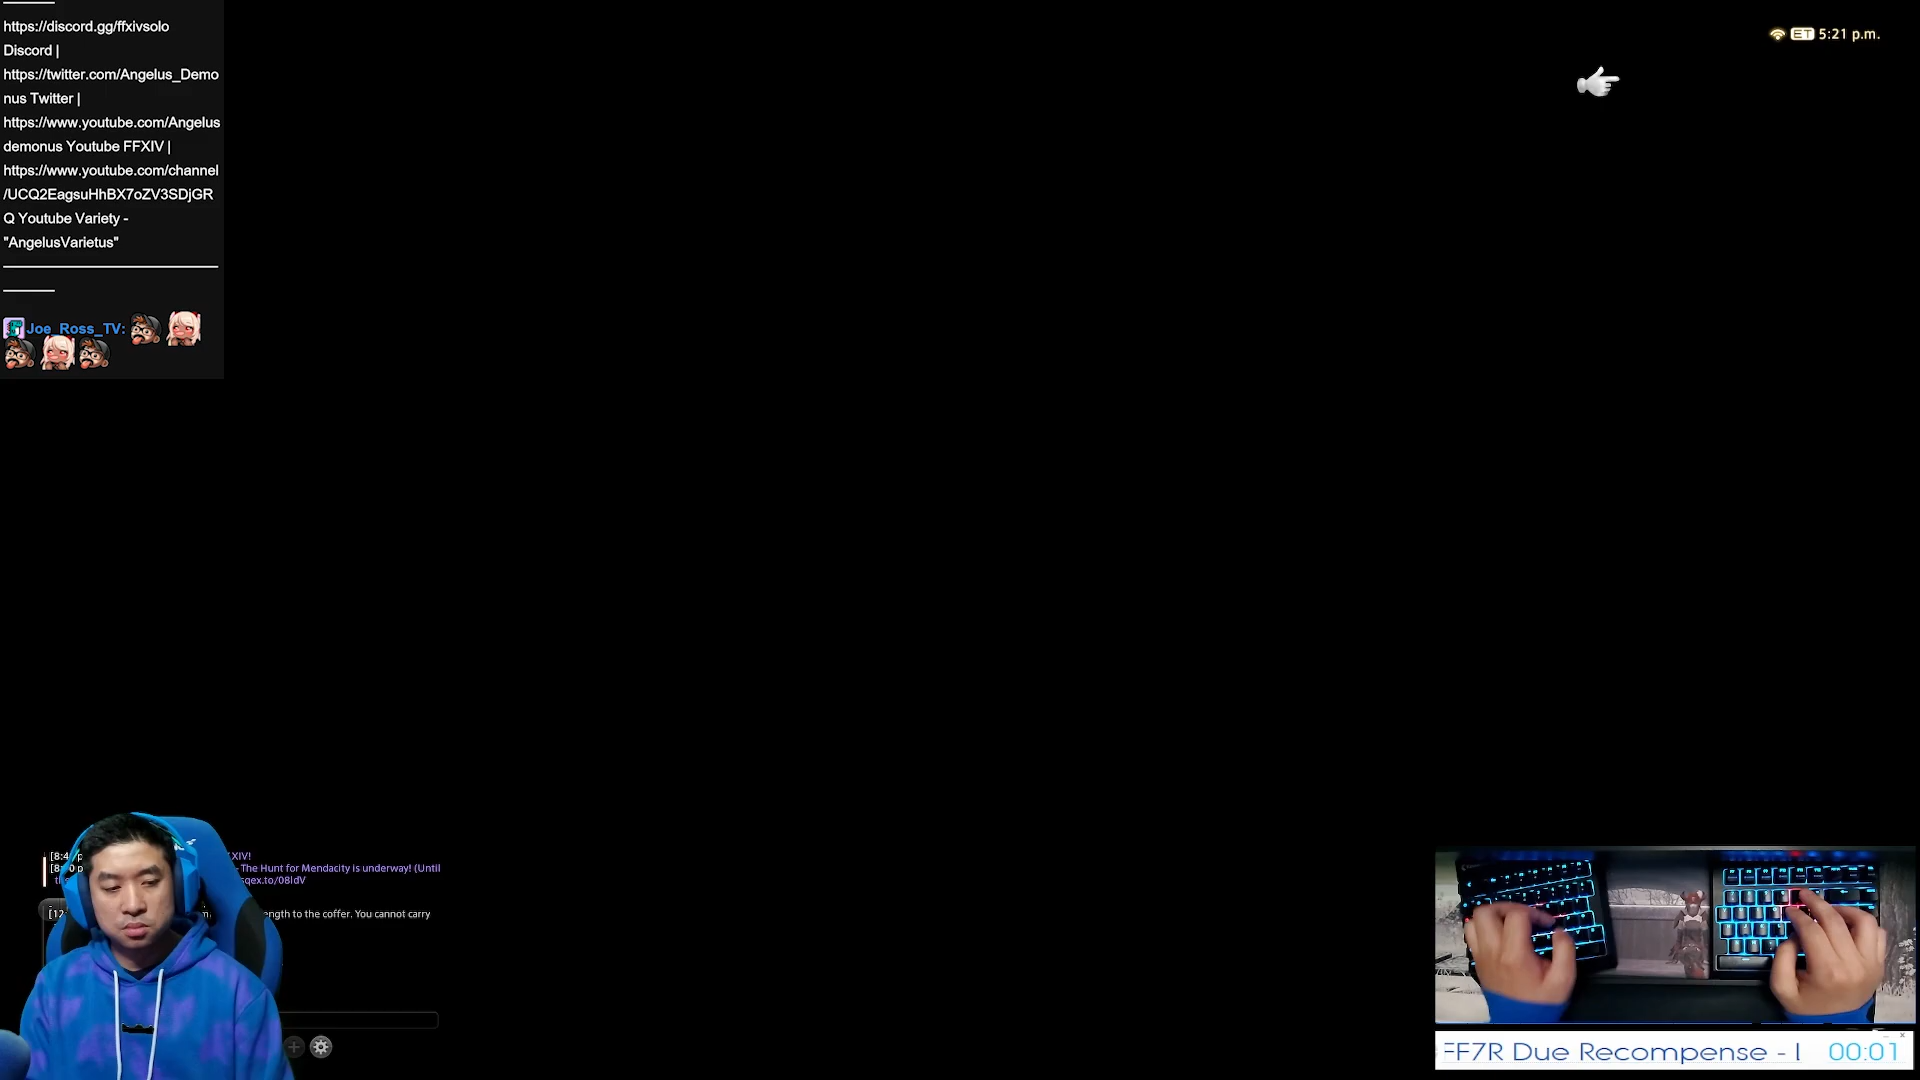 https://discord.gg/ffxivsolo
Discord |
https://twitter.com/Angelus_Demo
nus Twitter |
https://www.youtube.com/Angelus
demonus Youtube FFXIV |
https://www.youtube.com/channel
/UCQ2EagsuHhBX7oZV3SDjGR
Q Youtube Variety -
"AngelusVarietus"
Joe_Ross_TV:
ET 5:21 p.m.
XIV!
The Hunt for Mendacity is underway! (Until
sqex.to/08ldV
ength to the coffer. You cannot carry
FF7R Due Recompense -
00:01